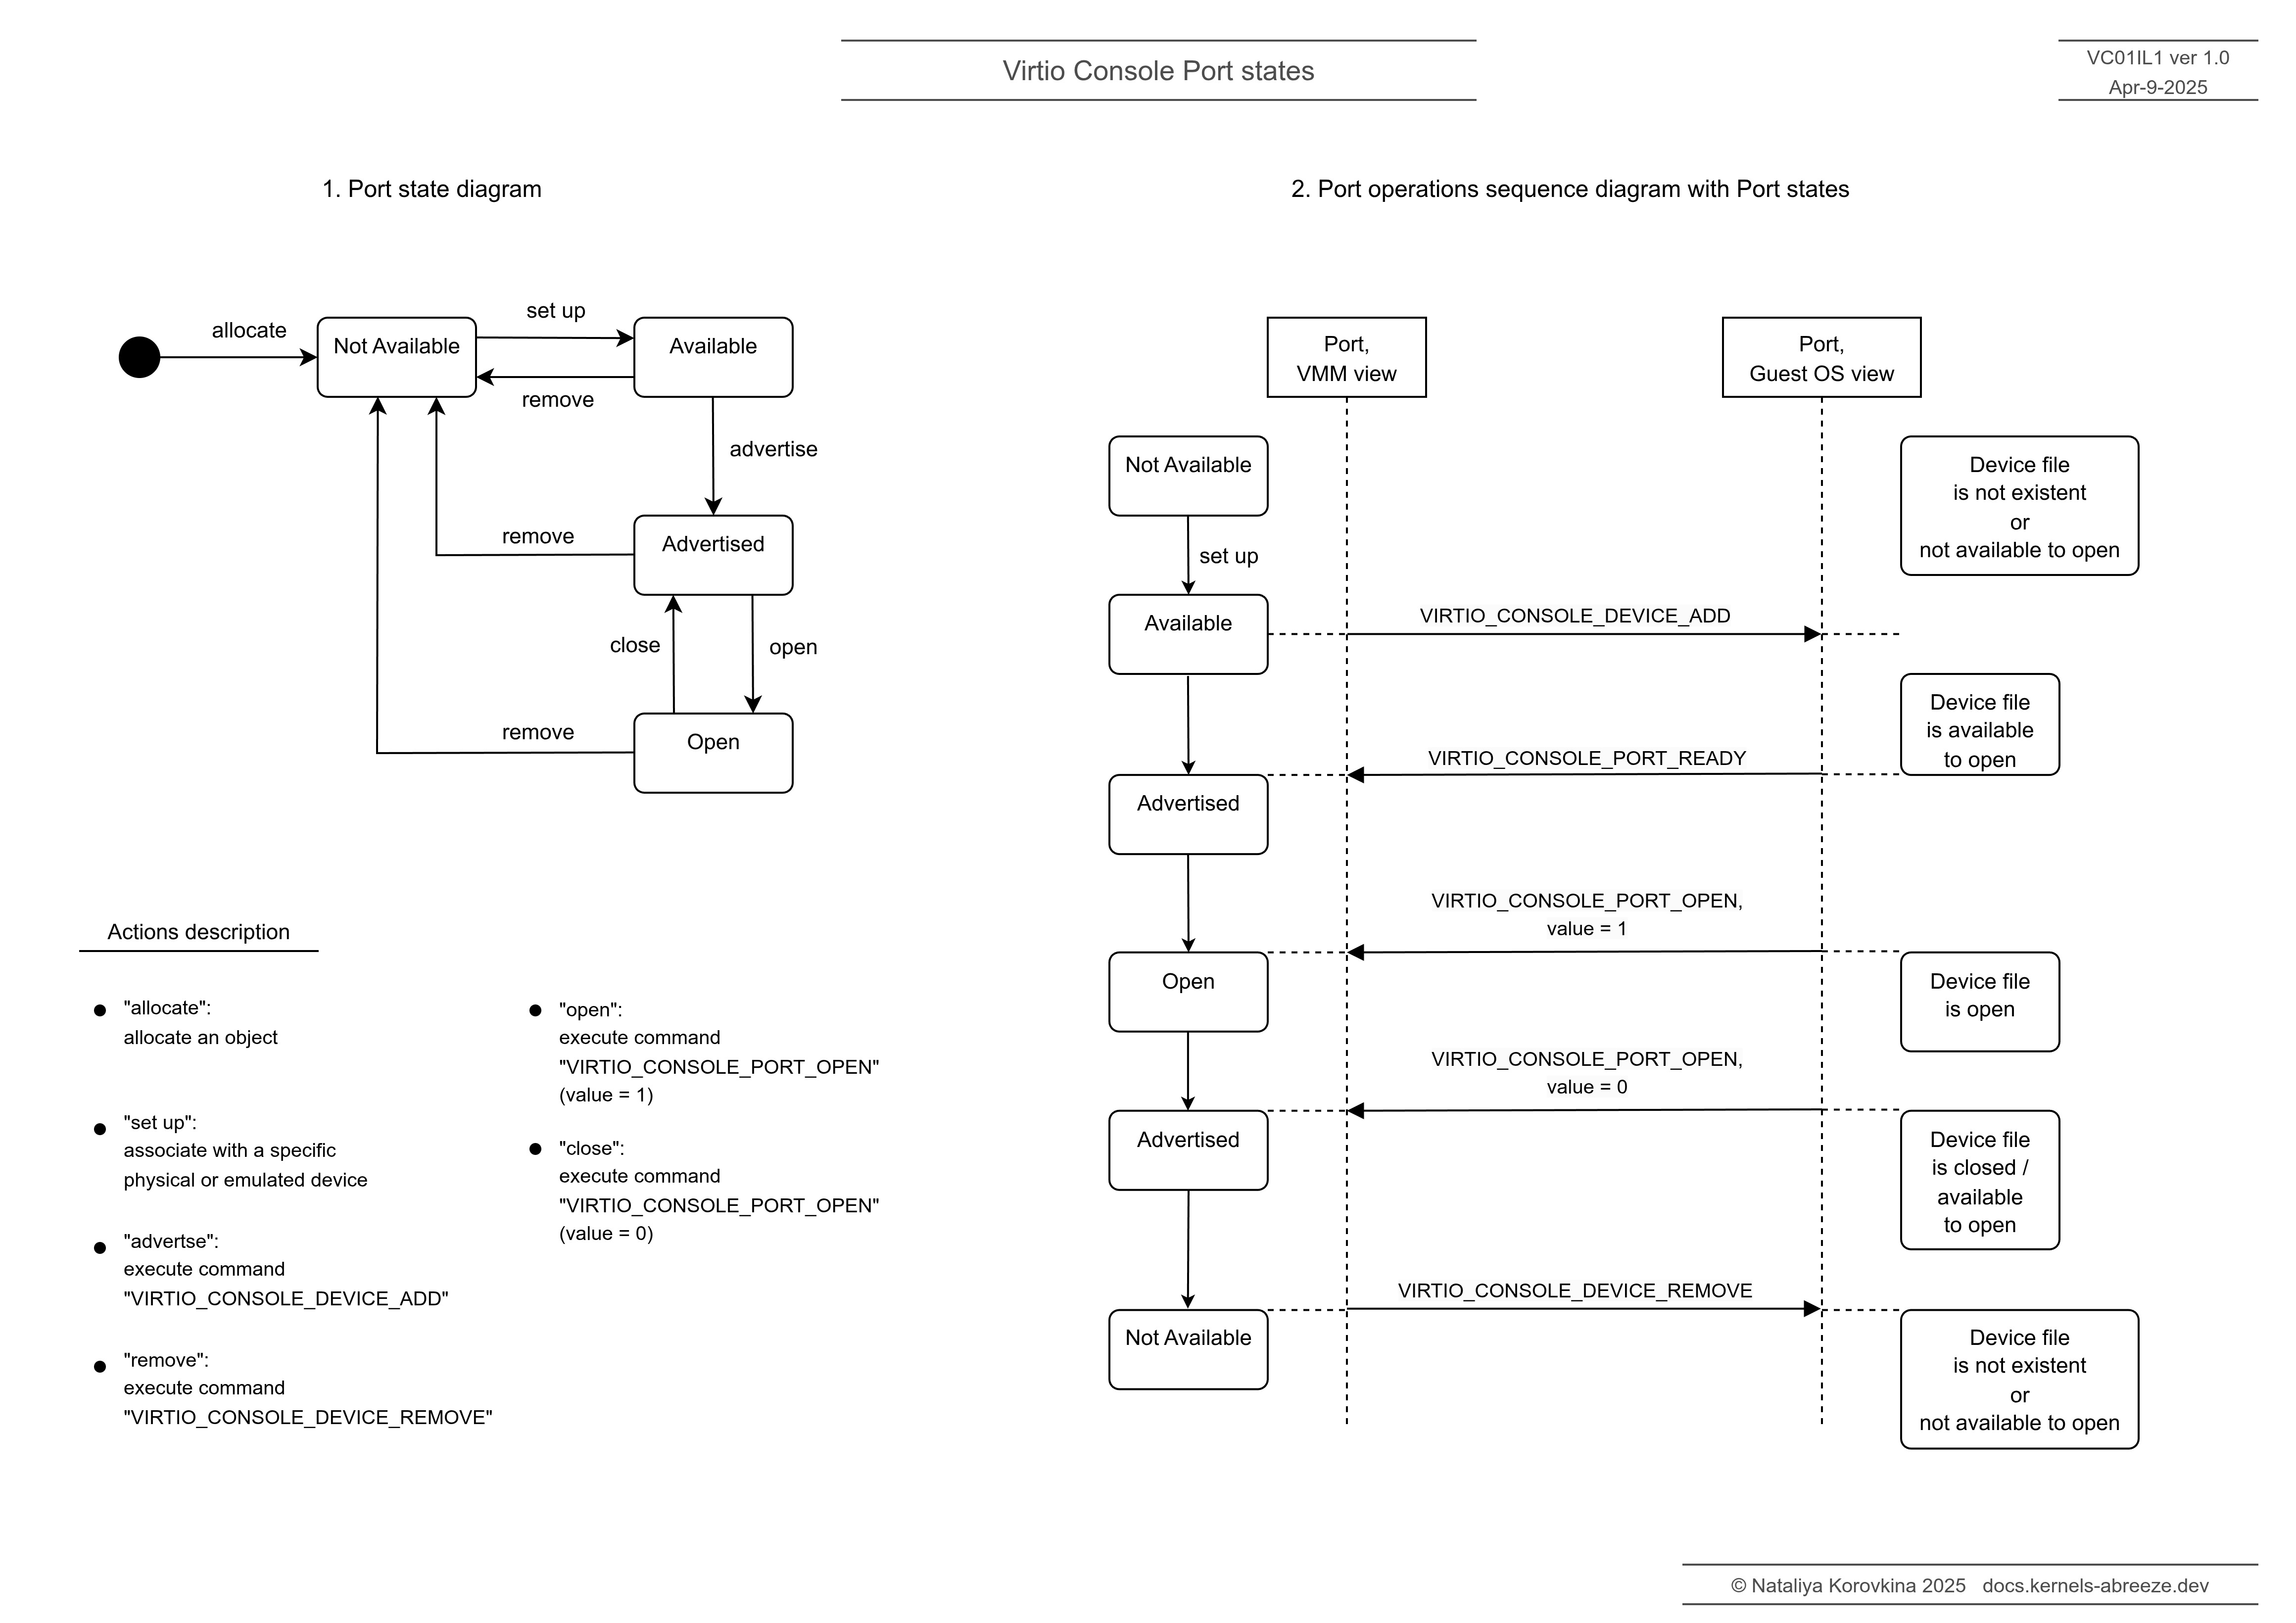 Virtio Console Port states
VC01IL1 ver 1.0
Apr-9-2025
1. Port state diagram
allocate
Not Available
set up
Available
remove
advertise
remove
Advertised
close
open
remove
Open
Actions description
"allocate":
allocate an object
"set up":
associate with a specific
physical or emulated device
"advertse":
execute command
"VIRTIO_CONSOLE_DEVICE_ADD"
"remove":
execute command
"VIRTIO_CONSOLE_DEVICE_REMOVE"
"open":
execute command
"VIRTIO_CONSOLE_PORT_OPEN"
(value = 1)
"close":
execute command
"VIRTIO_CONSOLE_PORT_OPEN"
(value = 0)
2. Port operations sequence diagram with Port states
Port,
VMM view
Port,
Guest OS view
Not Available
Device file
is not existent
or
not available to open
set up
Available
VIRTIO_CONSOLE_DEVICE_ADD
Device file
is available
to open
VIRTIO_CONSOLE_PORT_READY
Advertised
VIRTIO_CONSOLE_PORT_OPEN,
value = 1
Open
Device file
is open
VIRTIO_CONSOLE_PORT_OPEN,
value = 0
Advertised
Device file
is closed /
available
to open
VIRTIO_CONSOLE_DEVICE_REMOVE
Not Available
Device file
is not existent
or
not available to open
© Nataliya Korovkina 2025 docs.kernels-abreeze.dev